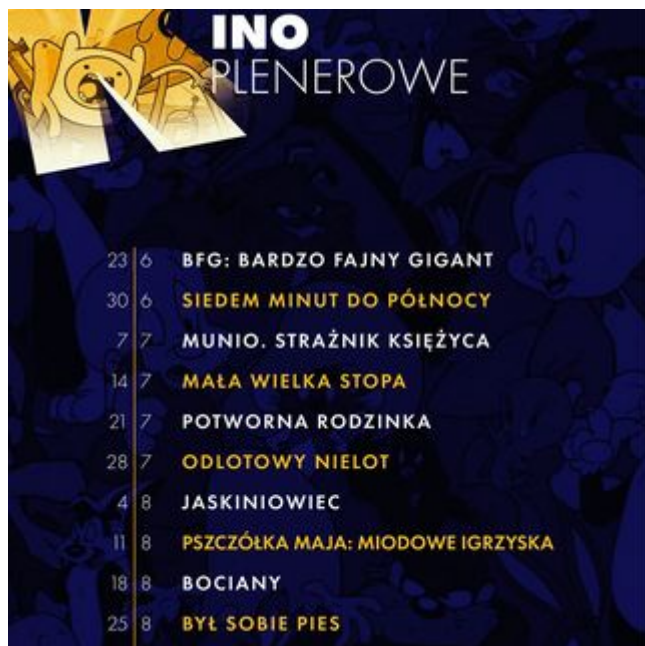 INO
PLENEROWE
23 6 BFG: BARDZO FAJNY GIGANT
30 6 SIEDEM MINUT DO PÓŁNOCY
7 7 MUNIO. STRAŻNIK KSIĘŻYCA
14 7 MAŁA WIELKA STOPA
21 7 POTWORNA RODZINKA
28 7 ODLOTOWY NIELOT
4 8 JASKINIOWIEC
11 8 PSZCZÓŁKA MAJA: MIODOWE IGRZYSKA
18 8 BOCIANY
25 8 BYŁ SOBIE PIES